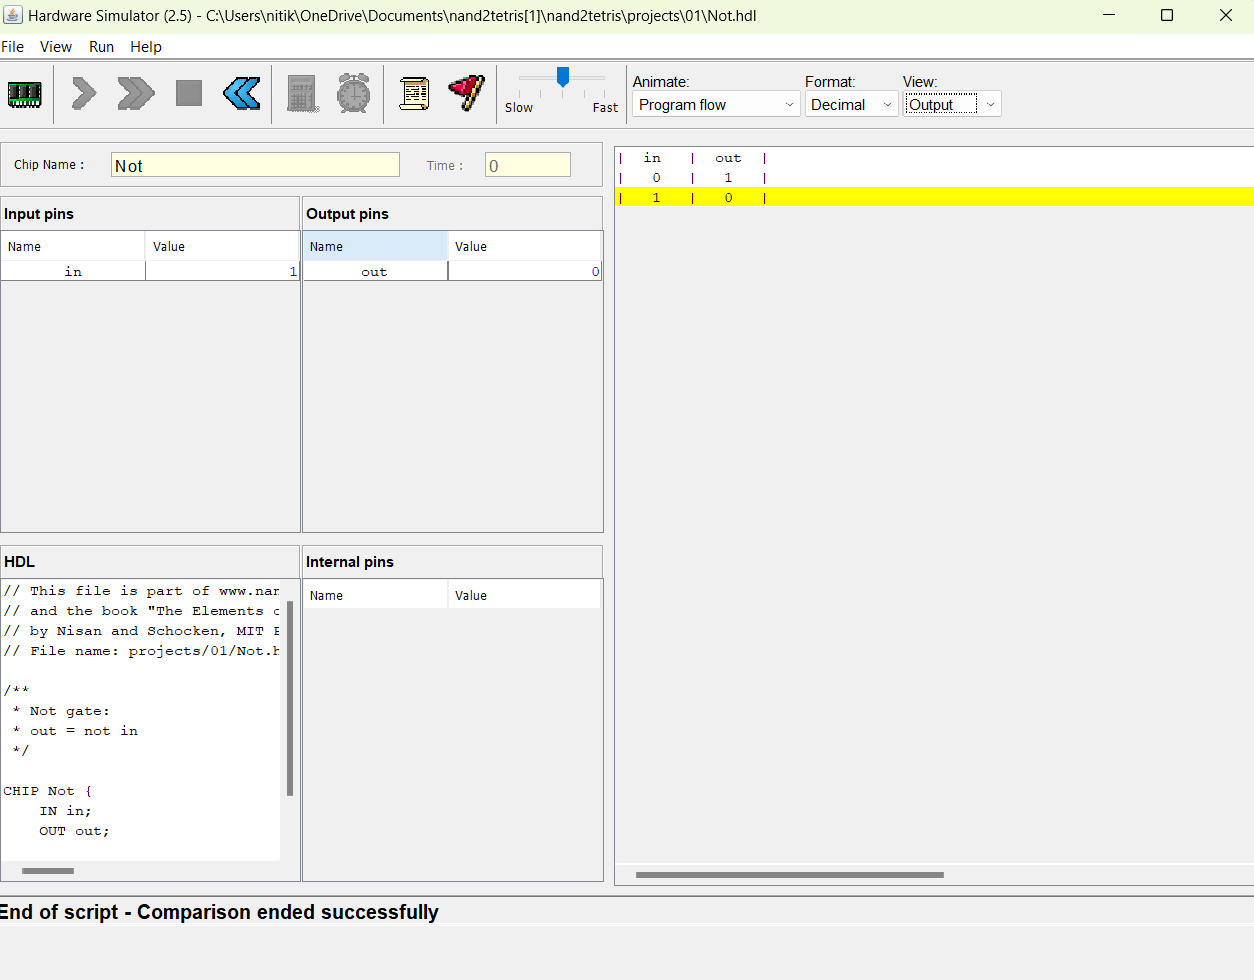 Hardware Simulator (2.5) - C:\Users\nitik\OneDrive\Documents\nand2tetris[1]\nand2tetris\projects\01\Not.hdl
File View Run Help
Slow Fast
Animate: Format: View:
Program flow Decimal Output
Chip Name : Not Time : 0
Input pins
Name Value
in 1
Output pins
Name Value
out 0
HDL
// This file is part of www.nan
// and the book "The Elements
// by Nisan and Schocken, MIT
// File name: projects/01/Not.h
/**
* Not gate:
* out = not in
*/
CHIP Not {
IN in;
OUT out;
Internal pins
Name Value
| in | out |
| 0 | 1 |
| 1 | 0 |
End of script - Comparison ended successfully